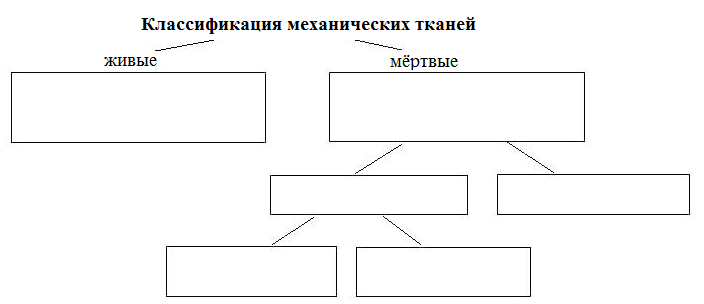 Классификация механических тканей
живые
мёртвые